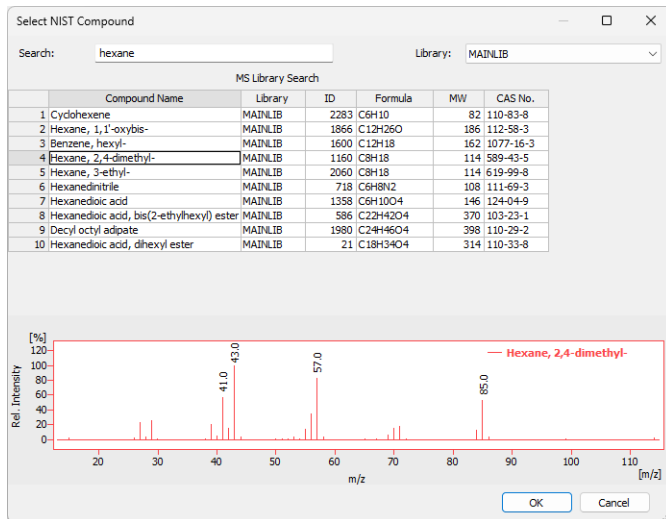 Select NIST Compound
Search: hexane Library: MAINLIB
MS Library Search
Compound Name Library ID Formula MW CAS No.
1 Cyclohexene MAINLIB 2283 C6H10 82 110-83-8
2 Hexane, 1,1'-oxybis- MAINLIB 1866 C12H26O 186 112-58-3
3 Benzene, hexyl- MAINLIB 1600 C12H18 162 1077-16-3
4 Hexane, 2,4-dimethyl- MAINLIB 1160 C8H18 114 589-43-5
5 Hexane, 3-ethyl- MAINLIB 2060 C8H18 114 619-99-8
6 Hexanedinitrile MAINLIB 718 C6H8N2 108 111-69-3
7 Hexanedioic acid MAINLIB 1358 C6H10O4 146 124-04-9
8 Hexanedioic acid, bis(2-ethylhexyl) ester MAINLIB 586 C22H42O4 370 103-23-1
9 Decyl octyl adipate MAINLIB 1980 C24H46O4 398 110-29-2
10 Hexanedioic acid, dihexyl ester MAINLIB 21 C18H34O4 314 110-33-8
[%]
Rel. Intensity
120
100
80
60
40
20
0
41.0
43.0
57.0
85.0
Hexane, 2,4-dimethyl-
20 30 40 50 60 70 80 90 100 110
m/z
[m/z]
OK Cancel